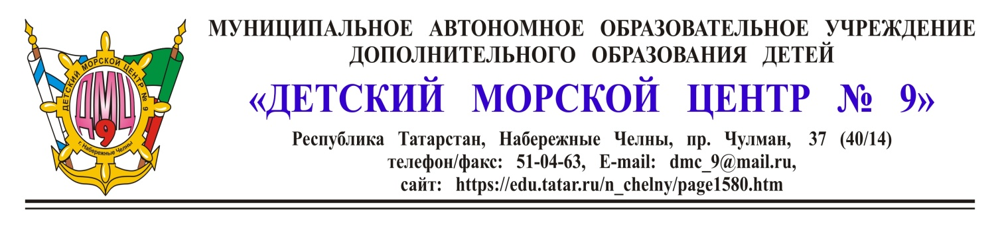 МУНИЦИПАЛЬНОЕ АВТОНОМНОЕ ОБРАЗОВАТЕЛЬНОЕ УЧРЕЖДЕНИЕ
ДОПОЛНИТЕЛЬНОГО ОБРАЗОВАНИЯ ДЕТЕЙ
«ДЕТСКИЙ МОРСКОЙ ЦЕНТР № 9»
Республика Татарстан, Набережные Челны, пр. Чулман, 37 (40/14)
телефон/факс: 51-04-63, E-mail: dmc_9@mail.ru,
сайт: https://edu.tatar.ru/n_chelny/page1580.htm
ДЕТСКИЙ МОРСКОЙ ЦЕНТР № 9
ДМЦ
9
г. Набережные Челны